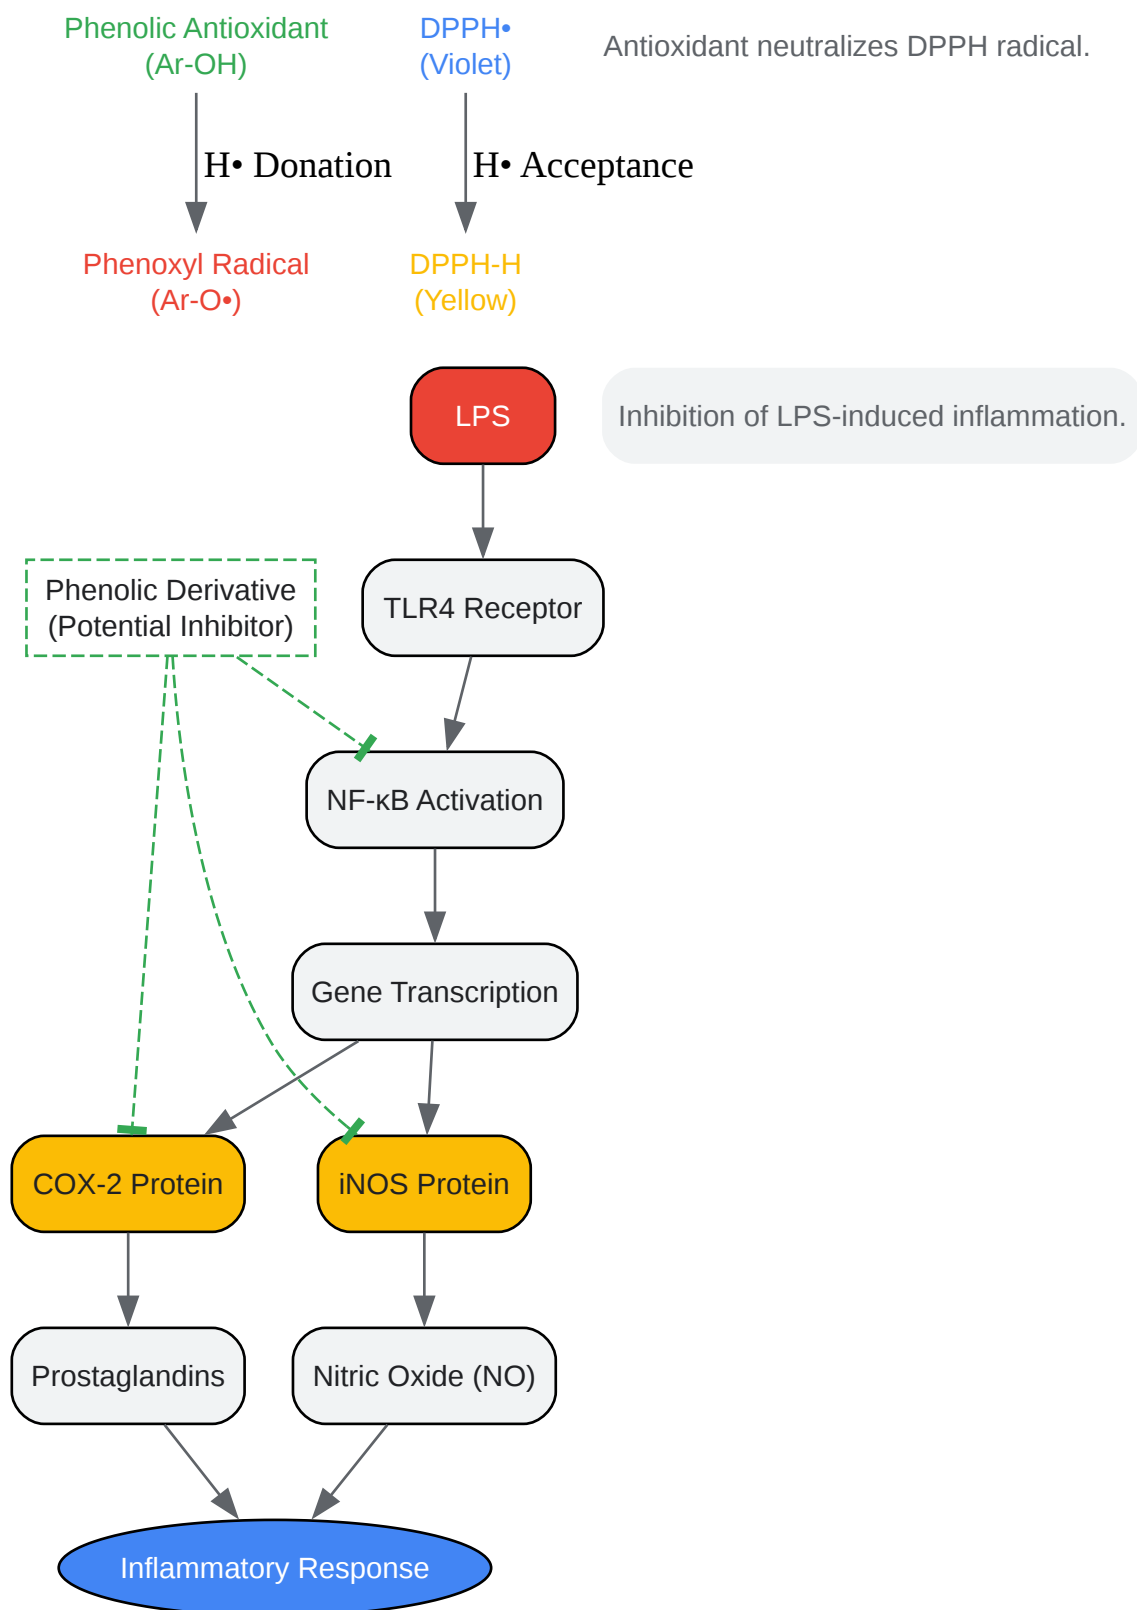 Phenolic Antioxidant
(Ar-OH)
DPPH•
(Violet)
Antioxidant neutralizes DPPH radical.
H• Donation
H• Acceptance
Phenoxyl Radical
(Ar-O•)
DPPH-H
(Yellow)
LPS
Inhibition of LPS-induced inflammation.
Phenolic Derivative
(Potential Inhibitor)
TLR4 Receptor
NF-κB Activation
Gene Transcription
COX-2 Protein
iNOS Protein
Prostaglandins
Nitric Oxide (NO)
Inflammatory Response